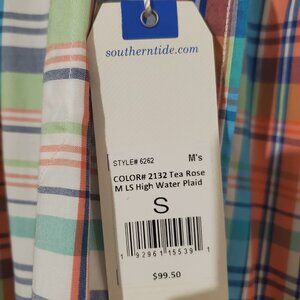 southerntide.com
STYLE# 6262 M's
COLOR# 2132 Tea Rose
M LS High Water Plaid
S
1 92961 15539 1
$99.50